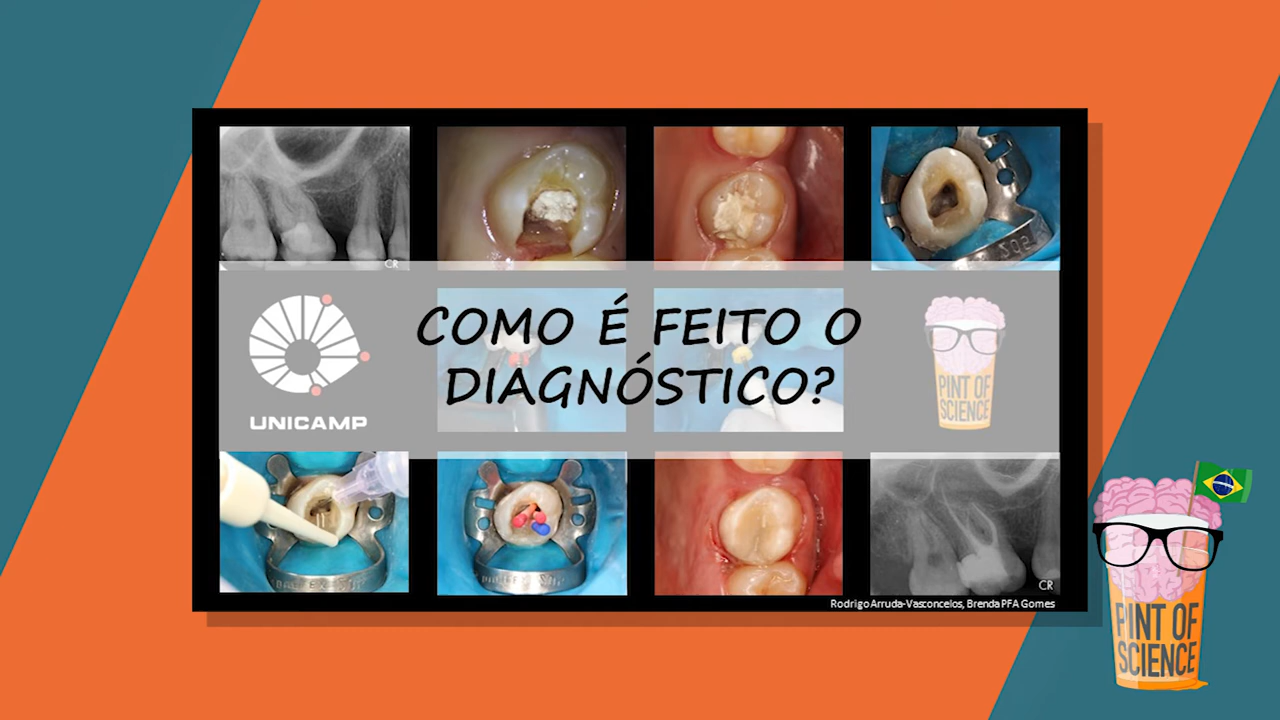 CR
COMO É FEITO O
DIAGNÓSTICO?
UNICAMP
PINT OF
SCIENCE
CR
Rodrigo Arruda-Vasconcelos, Brenda PFA Gomes
PINT OF
SCIENCE